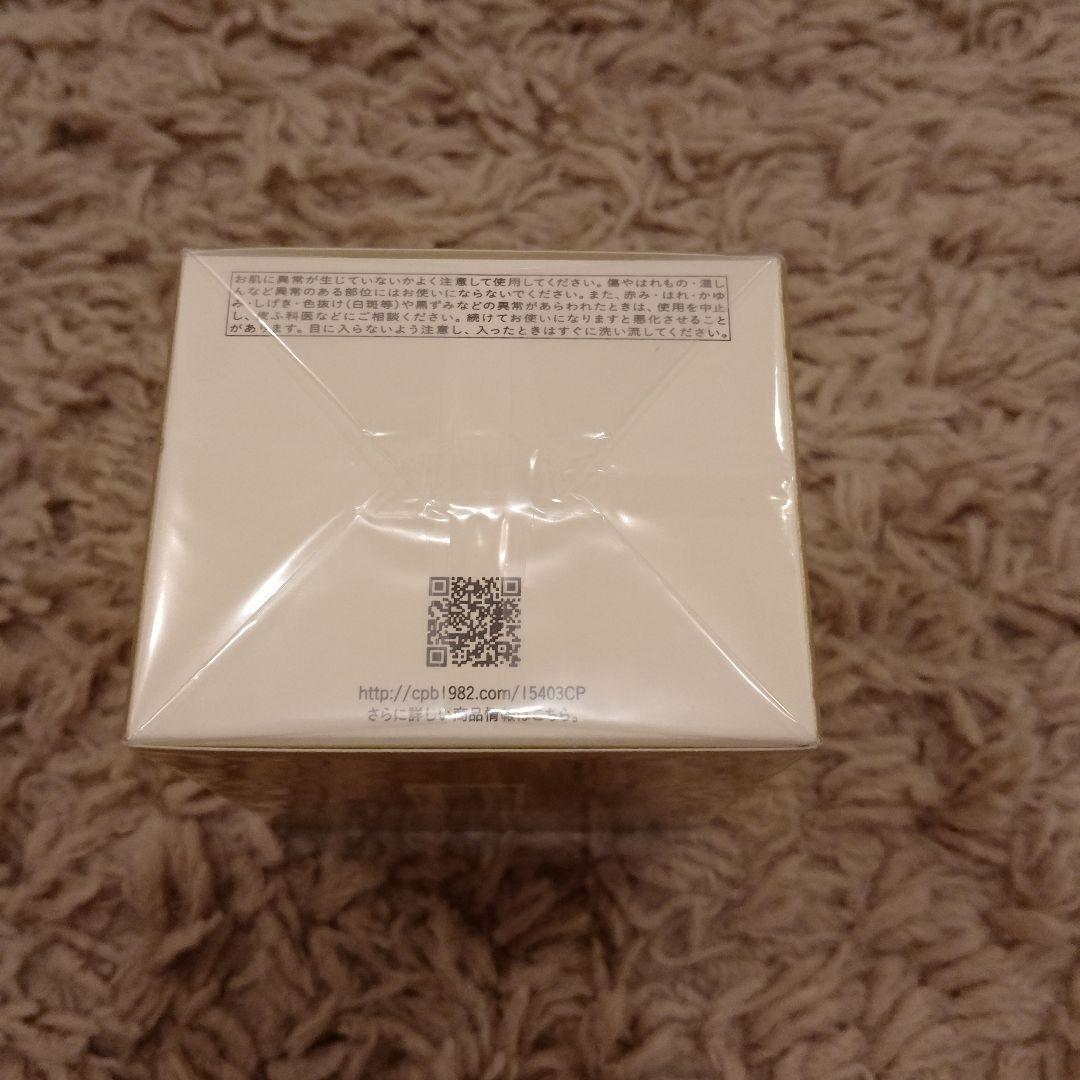 お肌に異常が生じていないかよく注意して使用してください。傷やはれもの・湿し
んなど異常のある部位にはお使いにならないでください。また、赤み・はれ・かゆ
み・しげき・色抜け(白斑等)や黒ずみなどの異常があらわれたときは、使用を中止
し、皮ふ科医などにご相談ください。続けてお使いになりますと悪化させること
があります。目に入らないよう注意し、入ったときはすぐに洗い流してください。
http://cpb1982.com/15403CP
さらに詳しい商品情報はこちら。